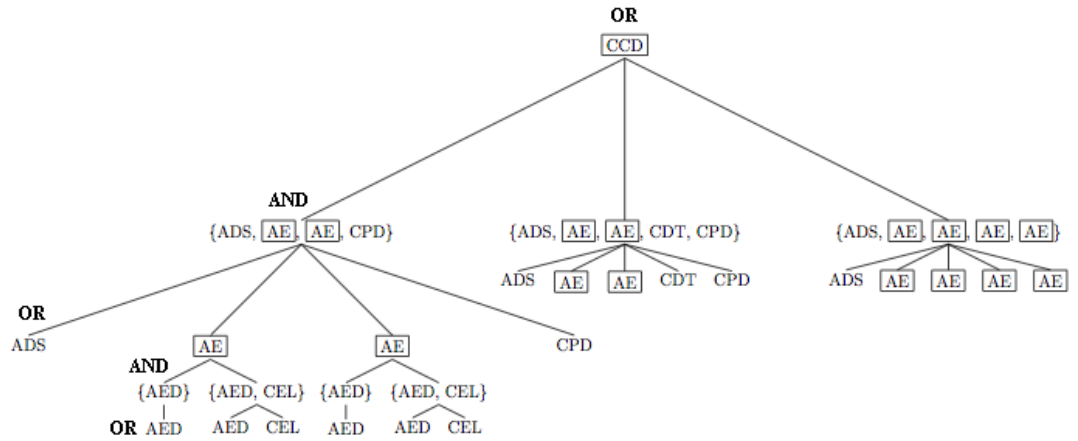 OR
CCD
AND
{ADS, AE, AE, CPD} {ADS, AE, AE, CDT, CPD} {ADS, AE, AE, AE, AE}
ADS AE AE CDT CPD ADS AE AE AE AE
OR
ADS AE AE CPD
AND
{AED} {AED, CEL} {AED} {AED, CEL}
OR AED AED CEL AED AED CEL